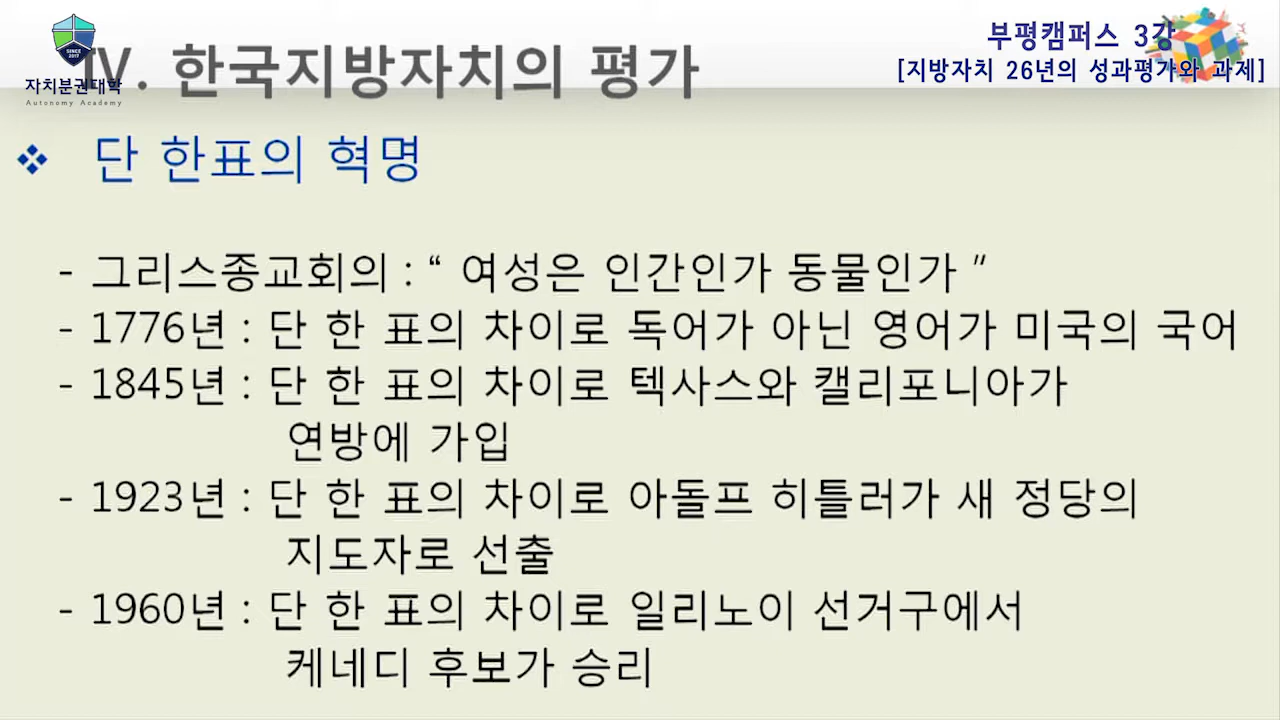 SINCE 2017
자치분권대학
Autonomy Academy
Ⅳ. 한국지방자치의 평가
부평캠퍼스 3강
[지방자치 26년의 성과평가와 과제]
❖ 단 한표의 혁명
- 그리스종교회의 : “ 여성은 인간인가 동물인가 ”
- 1776년 : 단 한 표의 차이로 독어가 아닌 영어가 미국의 국어
- 1845년 : 단 한 표의 차이로 텍사스와 캘리포니아가
연방에 가입
- 1923년 : 단 한 표의 차이로 아돌프 히틀러가 새 정당의
지도자로 선출
- 1960년 : 단 한 표의 차이로 일리노이 선거구에서
케네디 후보가 승리